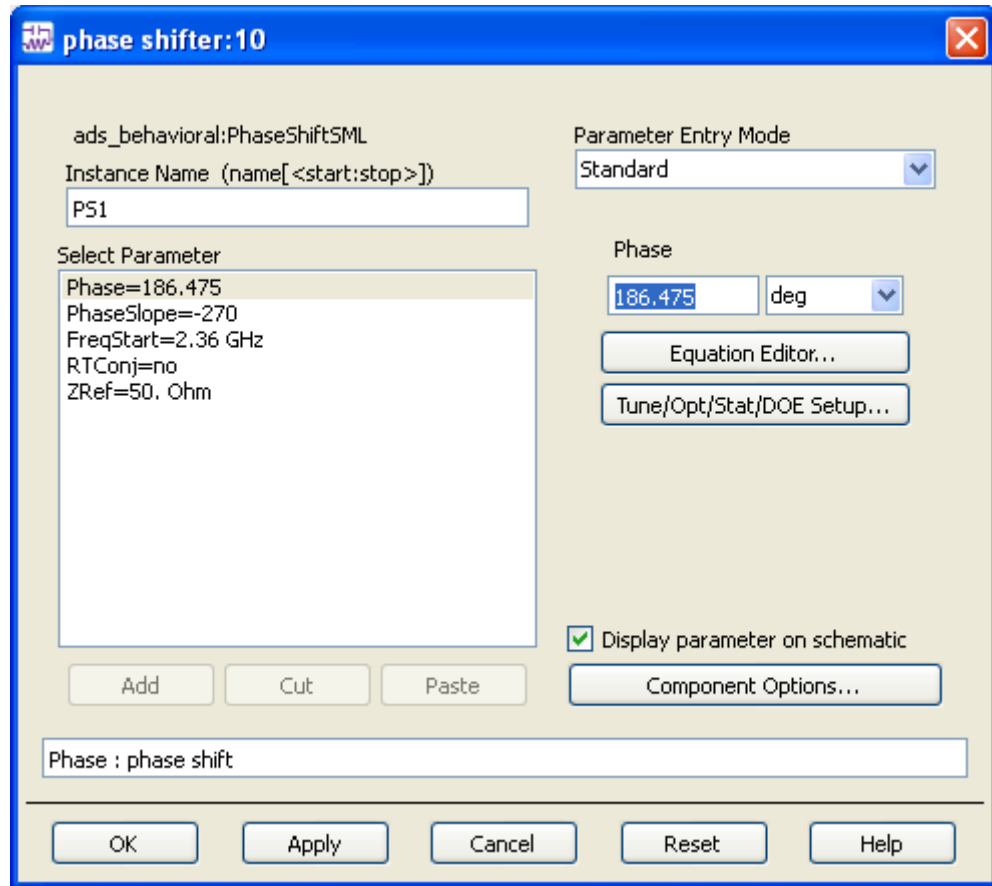 phase shifter:10
ads_behavioral:PhaseShiftSML
Instance Name (name[<start:stop>])
PS1
Select Parameter
Phase=186.475
PhaseSlope=-270
FreqStart=2.36 GHz
RTConj=no
ZRef=50. Ohm
Add Cut Paste
Parameter Entry Mode
Standard
Phase
186.475 deg
Equation Editor...
Tune/Opt/Stat/DOE Setup...
Display parameter on schematic
Component Options...
Phase : phase shift
OK Apply Cancel Reset Help